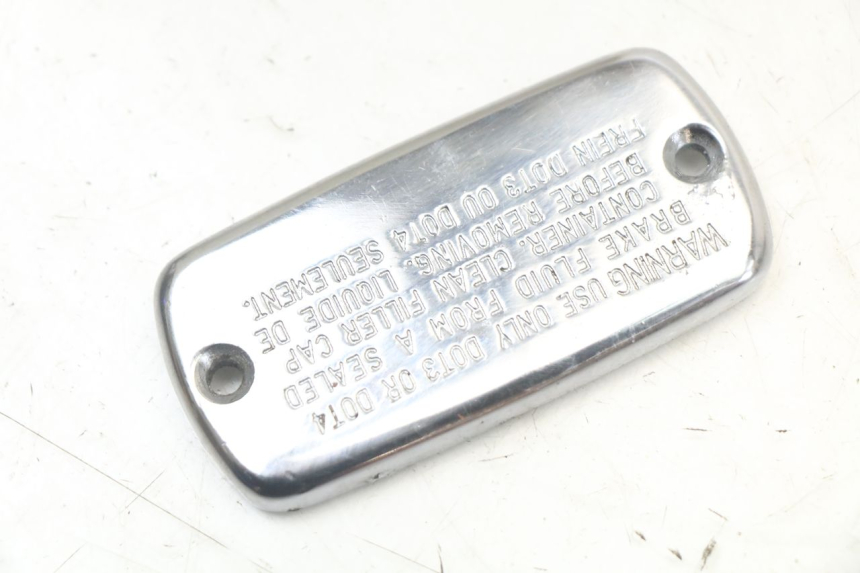 WARNING USE ONLY DOT3 OR DOT4
BRAKE FLUID FROM A SEALED
CONTAINER. CLEAN FILLER CAP
BEFORE REMOVING. LIQUIDE DE
FREIN DOT3 OU DOT4 SEULEMENT.